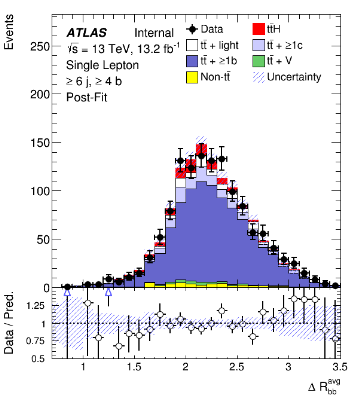 Events
ATLAS Internal
√s = 13 TeV, 13.2 fb⁻¹
Single Lepton
≥ 6 j, ≥ 4 b
Post-Fit
Data
tt̄H
tt̄ + light
tt̄ + ≥1c
tt̄ + ≥1b
tt̄ + V
Non-tt̄
Uncertainty
250
200
150
100
50
0
Data / Pred.
1.25
1
0.75
0.5
1 1.5 2 2.5 3 3.5
Δ R_bb^avg